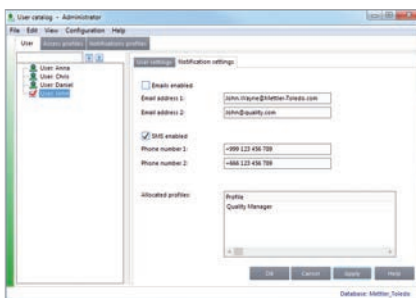 User catalog - Administrator
File Edit View Configuration Help
User Access profiles Notifications profiles
User Anna
User Chris
User Daniel
User John
User settings Notification settings
Emails enabled
Email address 1: John.Wayne@Mettler-Toledo.com
Email address 2: John@quality.com
SMS enabled
Phone number 1: +999 123 456 789
Phone number 2: +666 123 456 789
Allocated profiles: Profile
Quality Manager
OK Cancel Apply Help
Database: Mettler_Toledo